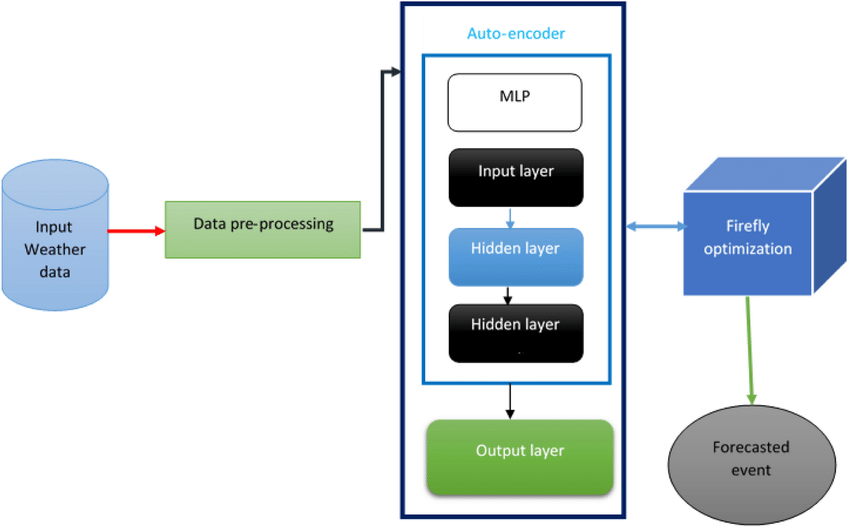 Auto-encoder
MLP
Input layer
Hidden layer
Hidden layer
.
Output layer
Input
Weather
data
Data pre-processing
Firefly
optimization
Forecasted
event